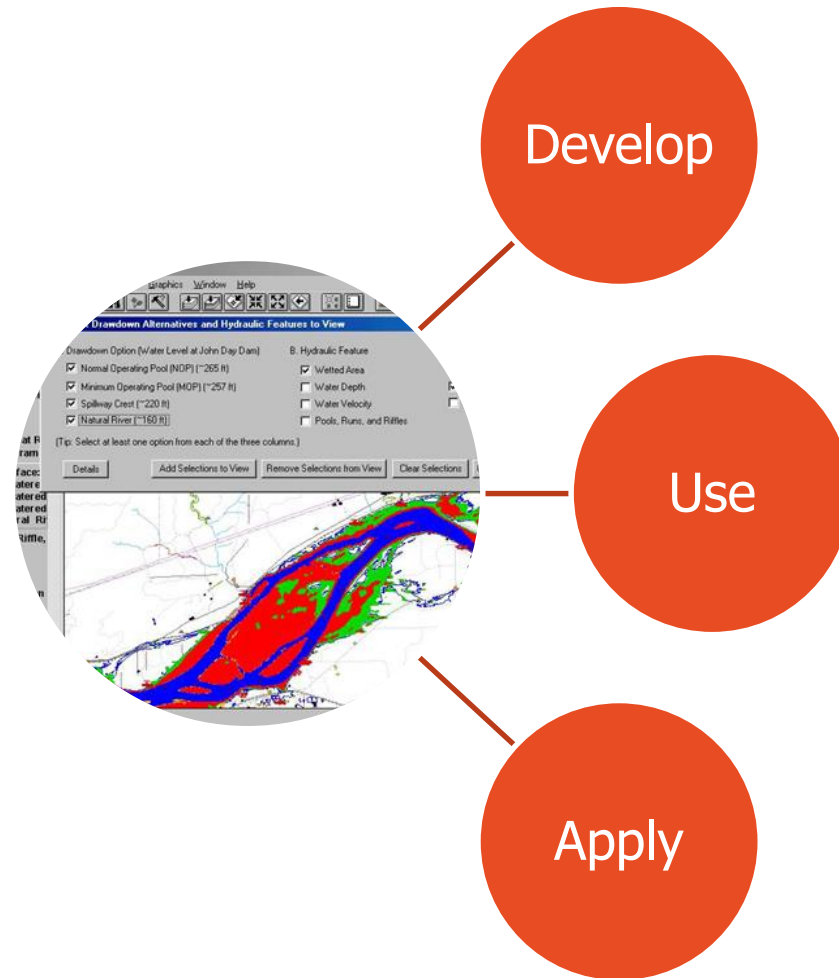 Develop
Graphics Window Help
Drawdown Alternatives and Hydraulic Features to View
Drawdown Option (Water Level at John Day Dam) B. Hydraulic Feature
Normal Operating Pool (NOP) (~265 ft) Wetted Area
Minimum Operating Pool (MOP) (~257 ft) Water Depth
Spillway Crest (~220 ft) Water Velocity
Natural River (~160 ft) Pools, Runs, and Riffles
(Tip: Select at least one option from each of the three columns.)
Details Add Selections to View Remove Selections from View Clear Selections
Use
Riffle,
Apply